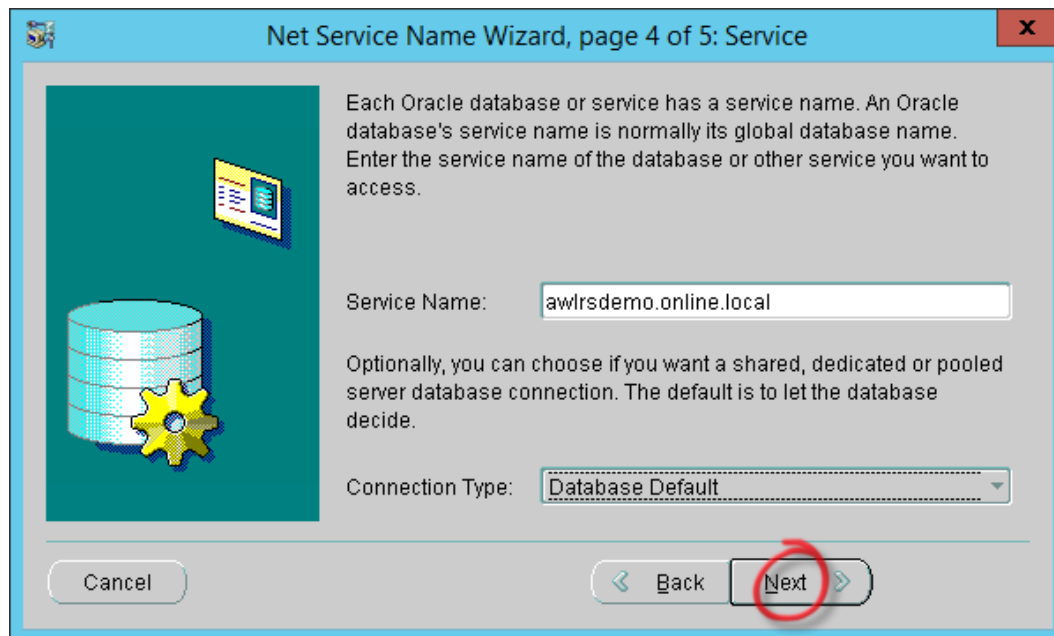 Net Service Name Wizard, page 4 of 5: Service
x
Each Oracle database or service has a service name. An Oracle
database's service name is normally its global database name.
Enter the service name of the database or other service you want to
access.
Service Name: awlrsdemo.online.local
Optionally, you can choose if you want a shared, dedicated or pooled
server database connection. The default is to let the database
decide.
Connection Type: Database Default
Cancel Back Next